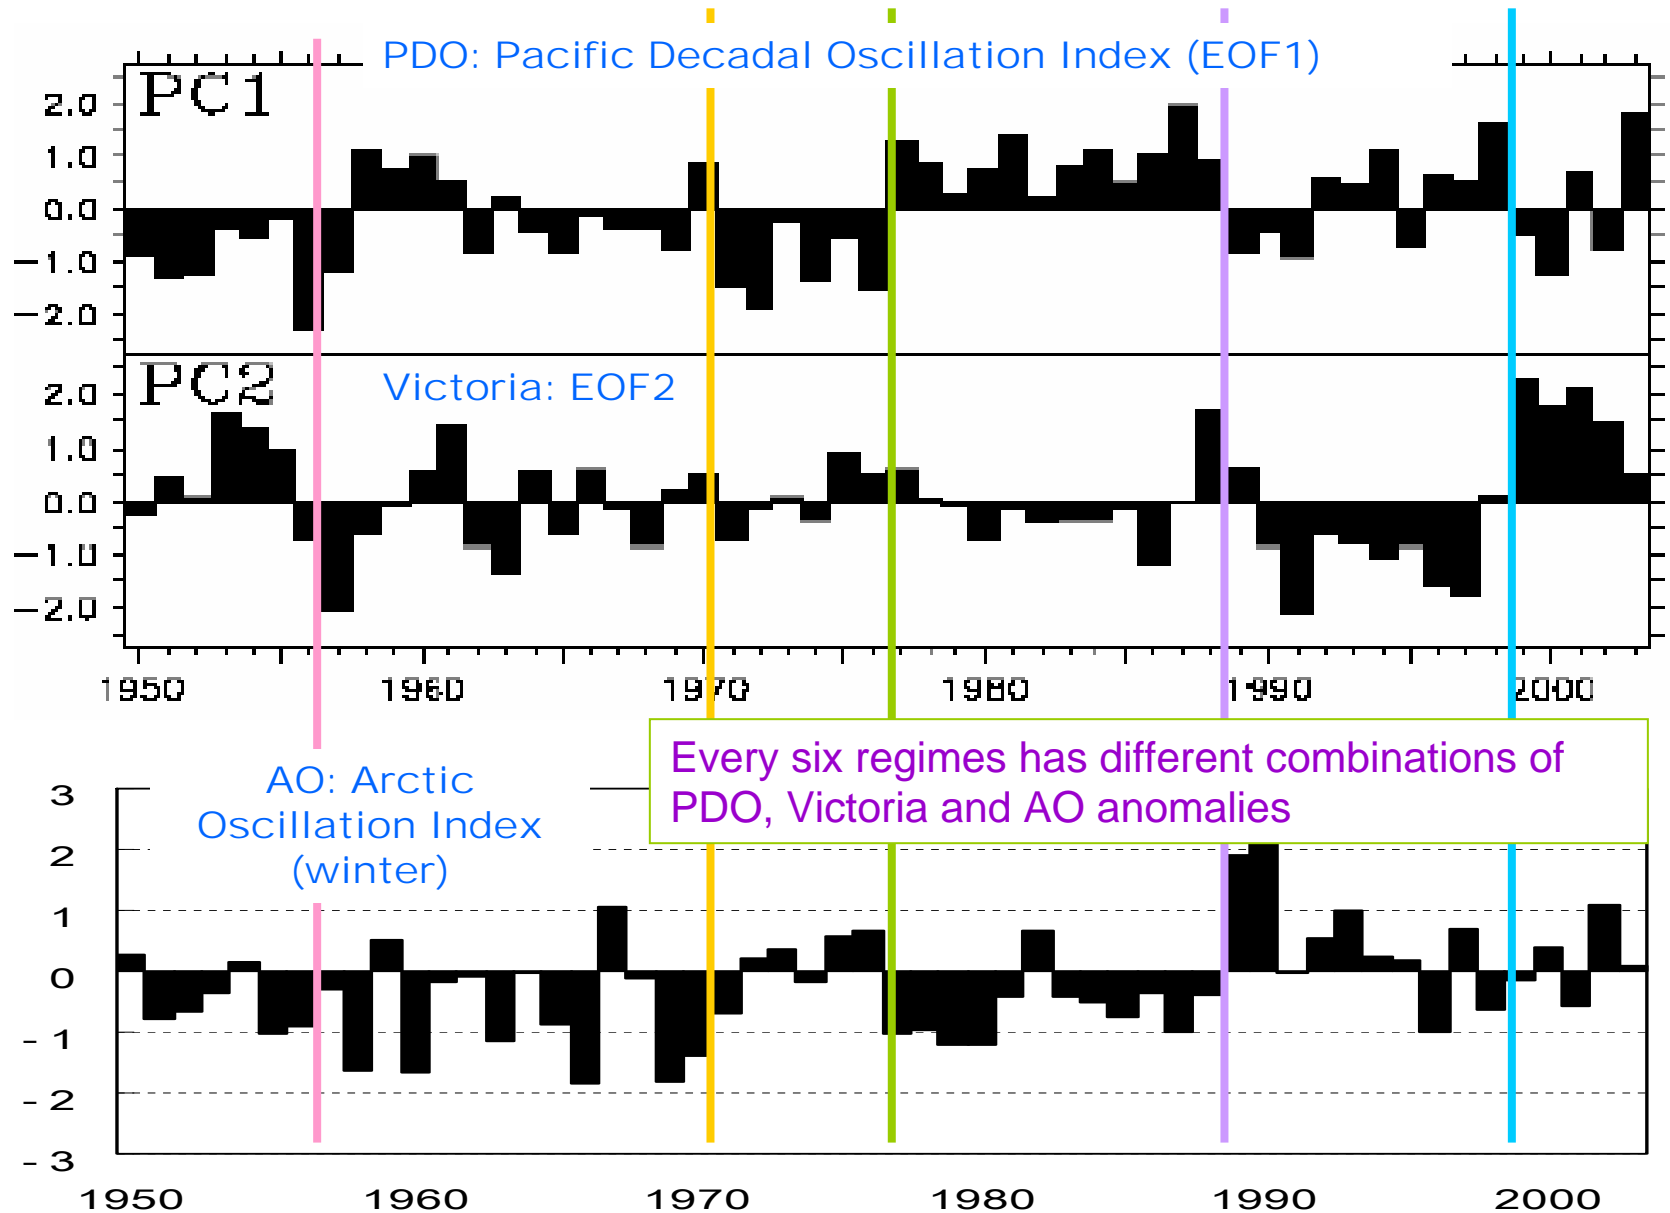 PDO: Pacific Decadal Oscillation Index (EOF1)
PC1
2.0
1.0
0.0
-1.0
-2.0
PC2
Victoria: EOF2
2.0
1.0
0.0
-1.0
-2.0
1950 1960 1970 1980 1990 2000
Every six regimes has different combinations of
PDO, Victoria and AO anomalies
AO: Arctic
Oscillation Index
(winter)
3
2
1
0
-1
-2
-3
1950 1960 1970 1980 1990 2000